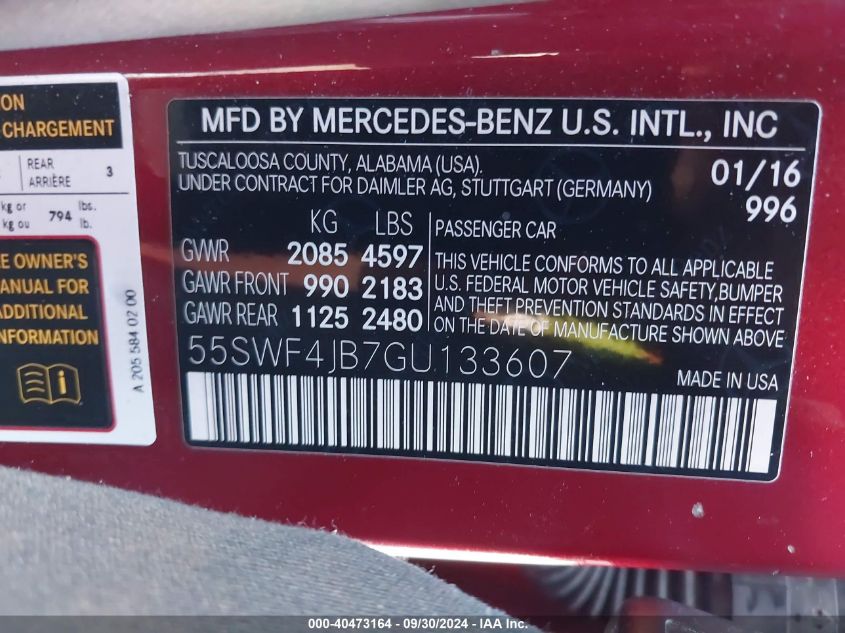 ON
CHARGEMENT
REAR
ARRIÈRE 3
kg or
kg ou 794 lbs.
lb.
E OWNER'S
ANUAL FOR
ADDITIONAL
NFORMATION
A 205 584 02 00
MFD BY MERCEDES-BENZ U.S. INTL., INC
TUSCALOOSA COUNTY, ALABAMA (USA).
UNDER CONTRACT FOR DAIMLER AG, STUTTGART (GERMANY)
01/16
996
KG LBS
GVWR 2085 4597
GAWR FRONT 990 2183
GAWR REAR 1125 2480
PASSENGER CAR
THIS VEHICLE CONFORMS TO ALL APPLICABLE
U.S. FEDERAL MOTOR VEHICLE SAFETY,BUMPER
AND THEFT PREVENTION STANDARDS IN EFFECT
ON THE DATE OF MANUFACTURE SHOWN ABOVE
55SWF4JB7GU133607
MADE IN USA
000-40473164 - 09/30/2024 - IAA Inc.